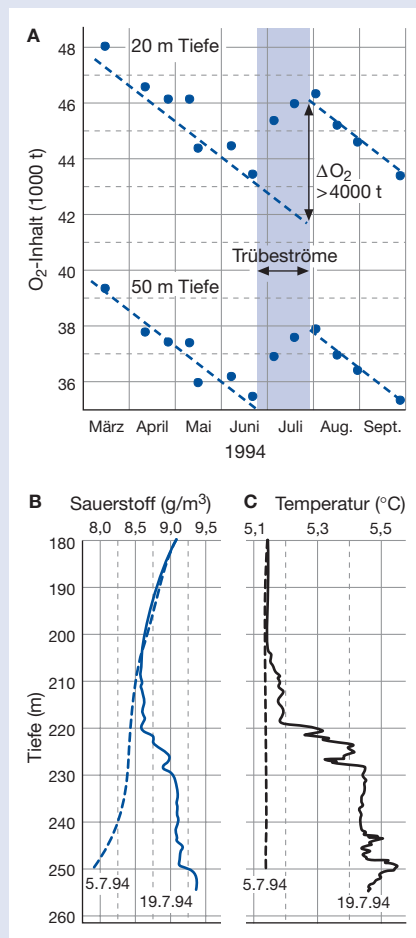 A
20 m Tiefe
O₂-Inhalt (1000 t)
48
46
44
42
40
38
36
ΔO₂
>4000 t
Trübeströme
50 m Tiefe
März April Mai Juni Juli Aug. Sept.
1994
B Sauerstoff (g/m³)
8,0 8,5 9,0 9,5
C Temperatur (°C)
5,1 5,3 5,5
Tiefe (m)
180
190
200
210
220
230
240
250
260
5.7.94
19.7.94
5.7.94
19.7.94